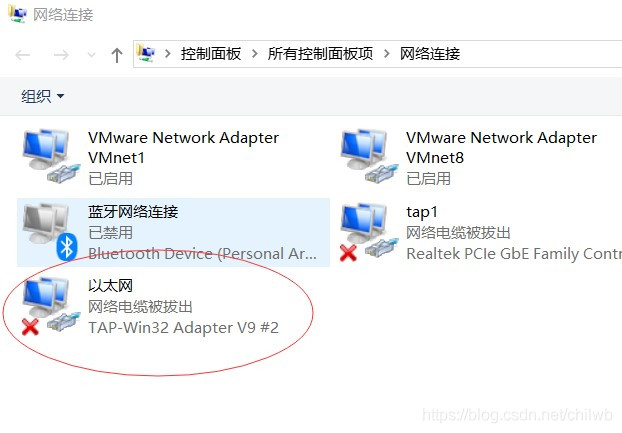 网络连接
控制面板 › 所有控制面板项 › 网络连接
组织
VMware Network Adapter
VMnet1
已启用
VMware Network Adapter
VMnet8
已启用
蓝牙网络连接
已禁用
Bluetooth Device (Personal Ar...
tap1
网络电缆被拔出
Realtek PCIe GbE Family Contr
以太网
网络电缆被拔出
TAP-Win32 Adapter V9 #2
https://blog.csdn.net/chilwb